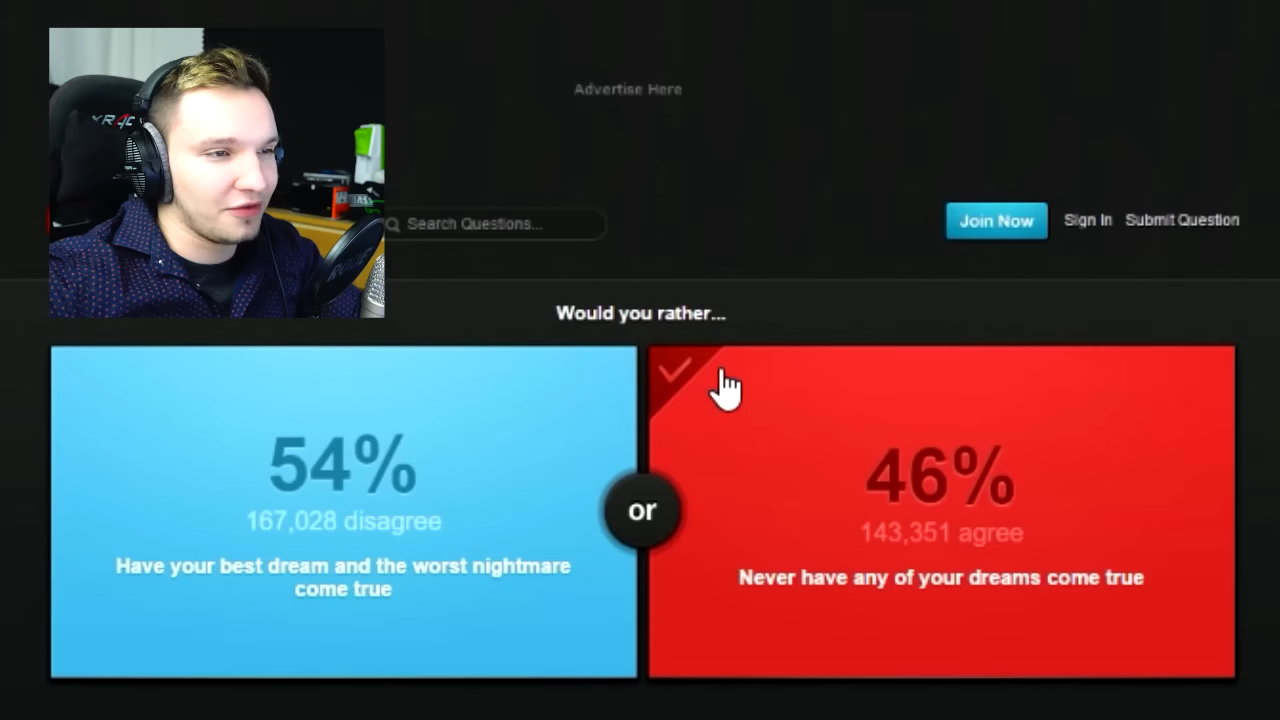 Advertise Here
Search Questions...
Join Now
Sign In
Submit Question
Would you rather...
54%
167,028 disagree
Have your best dream and the worst nightmare
come true
or
46%
143,351 agree
Never have any of your dreams come true